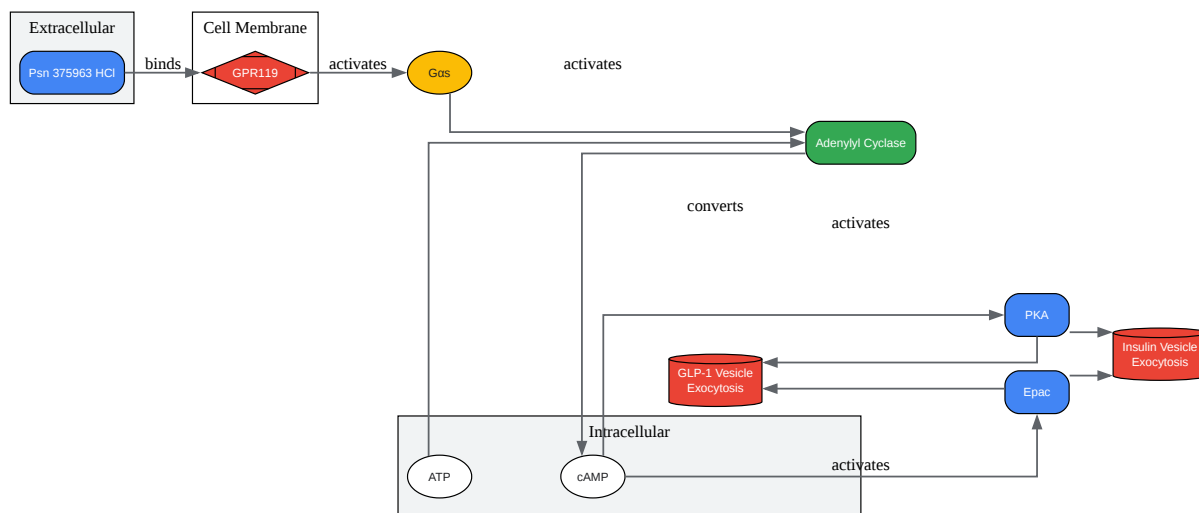 Extracellular
Cell Membrane
Psn 375963 HCl
binds
GPR119
activates
Gαs
activates
Adenylyl Cyclase
converts
activates
PKA
GLP-1 Vesicle
Exocytosis
Insulin Vesicle
Exocytosis
Epac
Intracellular
ATP
cAMP
activates